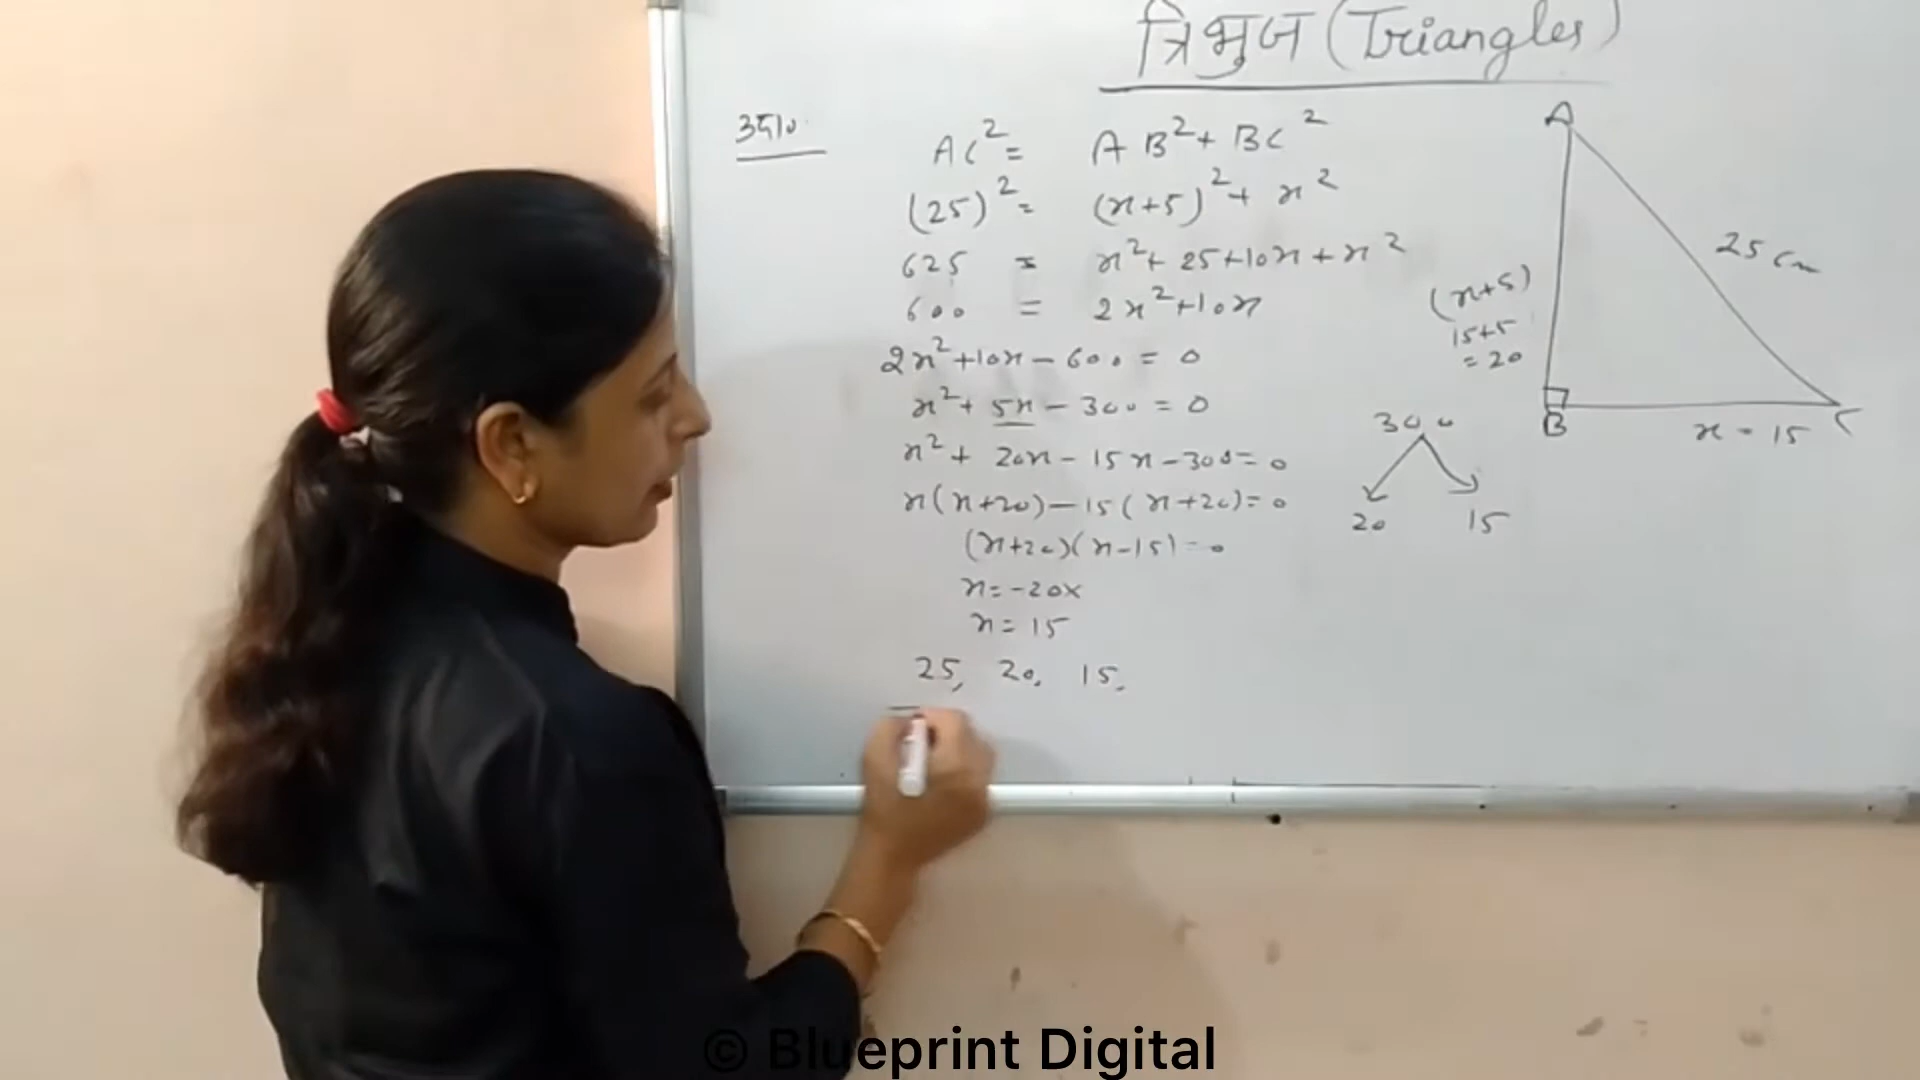 त्रिभुज (Triangles)
उदा०
AC² = AB² + BC²
(25)² = (x+5)² + x²
625 = x² + 25 + 10x + x²
600 = 2x² + 10x
2x² + 10x - 600 = 0
x² + 5x - 300 = 0
x² + 20x - 15x - 300 = 0
x(x+20) - 15(x+20) = 0
(x+20)(x-15) = 0
x = -20 ×
x = 15
25, 20, 15,
A
25 cm
(x+5)
15+5
= 20
B
x = 15
C
300
20 15
© Blueprint Digital